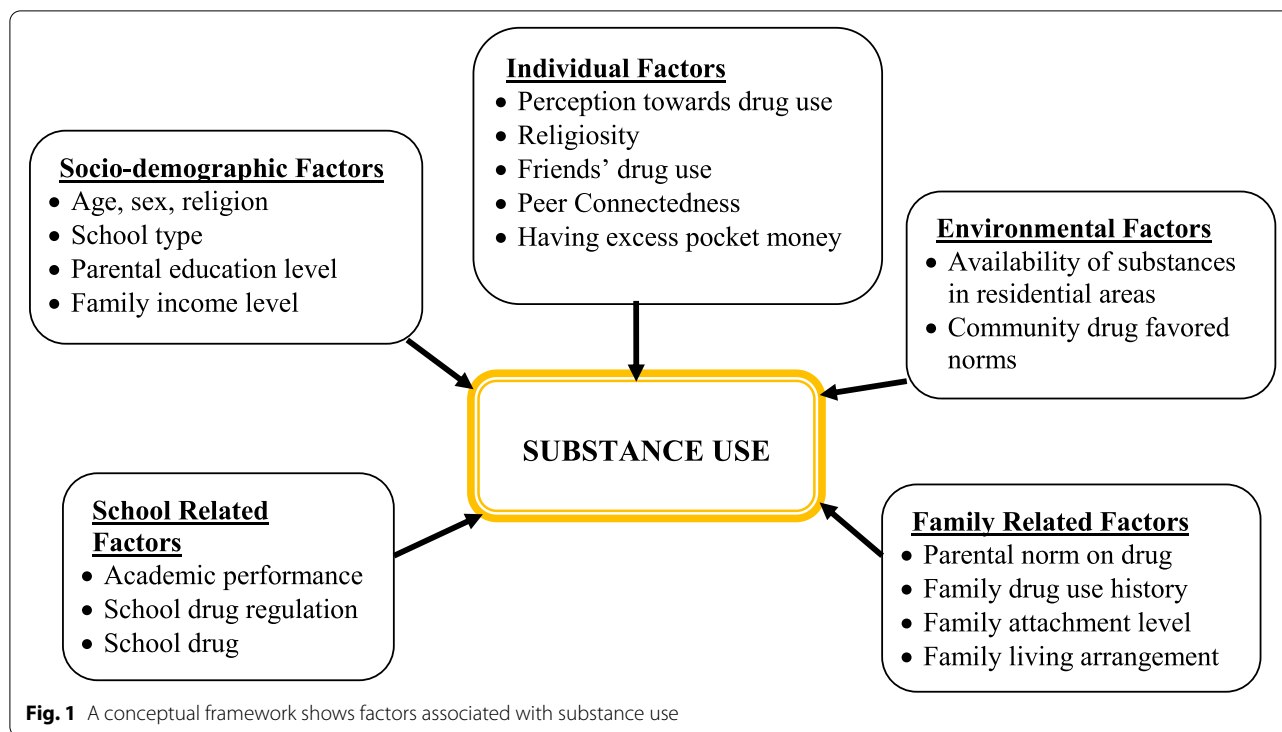 Individual Factors
• Perception towards drug use
• Religiosity
• Friends’ drug use
• Peer Connectedness
• Having excess pocket money
Socio-demographic Factors
• Age, sex, religion
• School type
• Parental education level
• Family income level
Environmental Factors
• Availability of substances
in residential areas
• Community drug favored
norms
SUBSTANCE USE
School Related
Factors
• Academic performance
• School drug regulation
• School drug
Family Related Factors
• Parental norm on drug
• Family drug use history
• Family attachment level
• Family living arrangement
Fig. 1 A conceptual framework shows factors associated with substance use